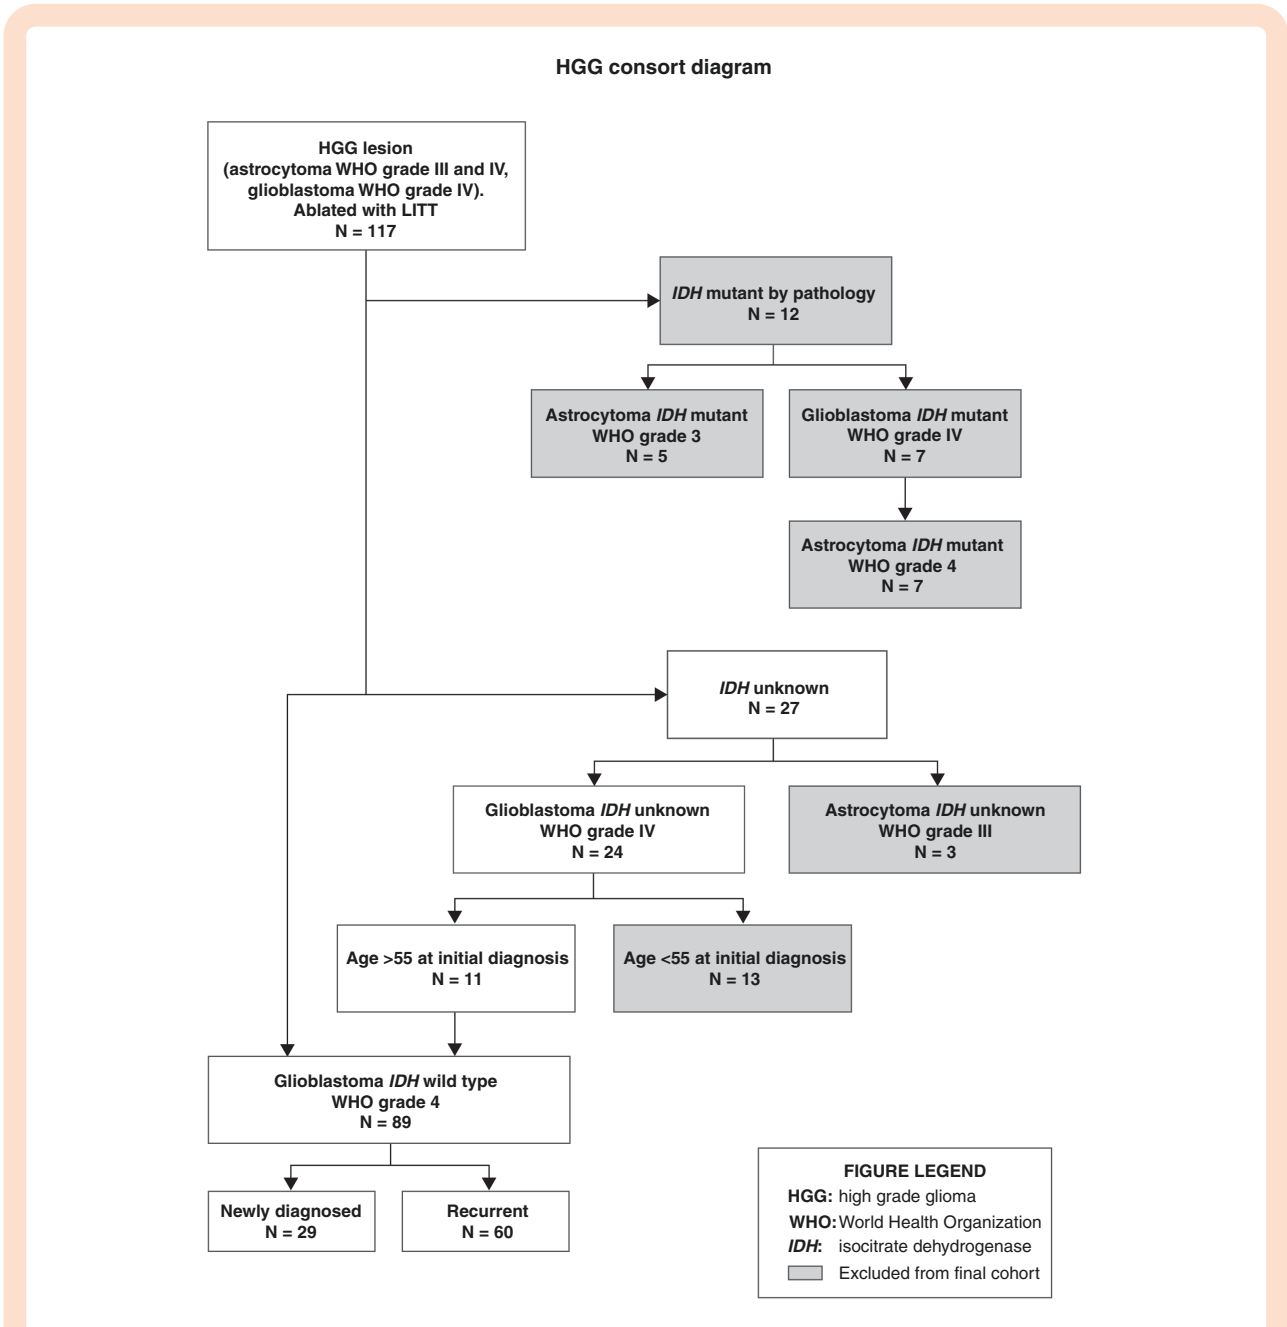 HGG consort diagram
HGG lesion
(astrocytoma WHO grade III and IV,
glioblastoma WHO grade IV).
Ablated with LITT
N = 117
IDH mutant by pathology
N = 12
Astrocytoma IDH mutant
WHO grade 3
N = 5
Glioblastoma IDH mutant
WHO grade IV
N = 7
Astrocytoma IDH mutant
WHO grade 4
N = 7
IDH unknown
N = 27
Glioblastoma IDH unknown
WHO grade IV
N = 24
Astrocytoma IDH unknown
WHO grade III
N = 3
Age >55 at initial diagnosis
N = 11
Age <55 at initial diagnosis
N = 13
Glioblastoma IDH wild type
WHO grade 4
N = 89
Newly diagnosed
N = 29
Recurrent
N = 60
FIGURE LEGEND
HGG: high grade glioma
WHO: World Health Organization
IDH: isocitrate dehydrogenase
Excluded from final cohort